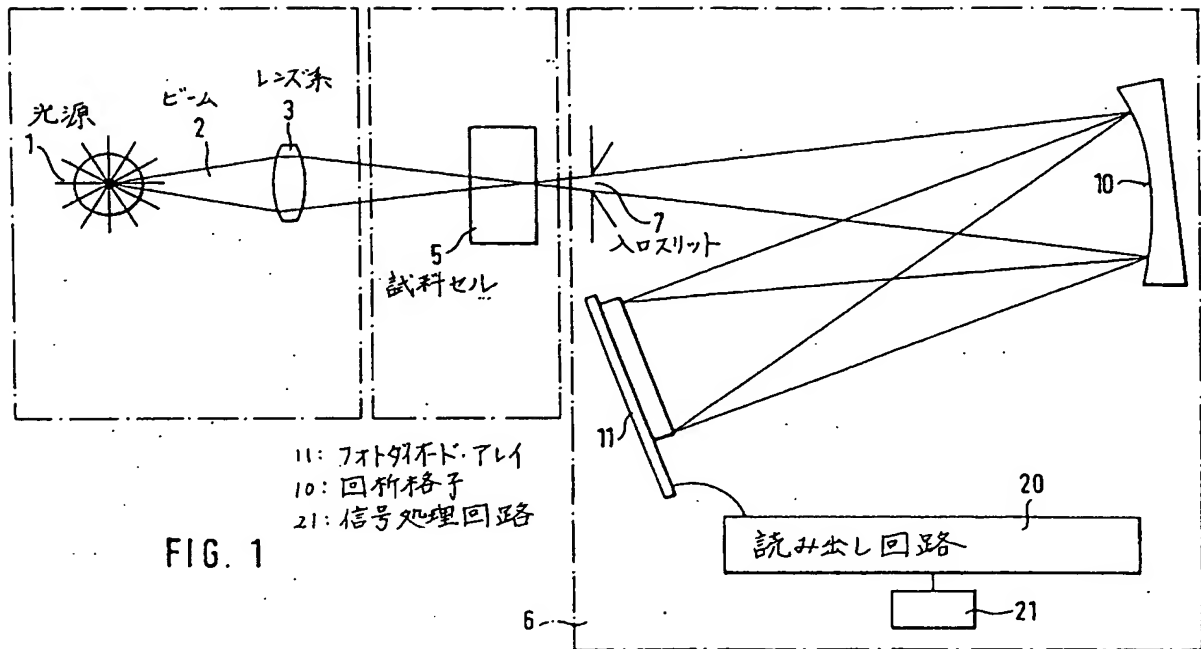 光源
1
ビーム
2
レンズ系
3
5
試料セル
7
入口スリット
10
11
11: フォトダイオード・アレイ
10: 回折格子
21: 信号処理回路
FIG. 1
20
読み出し回路
21
6